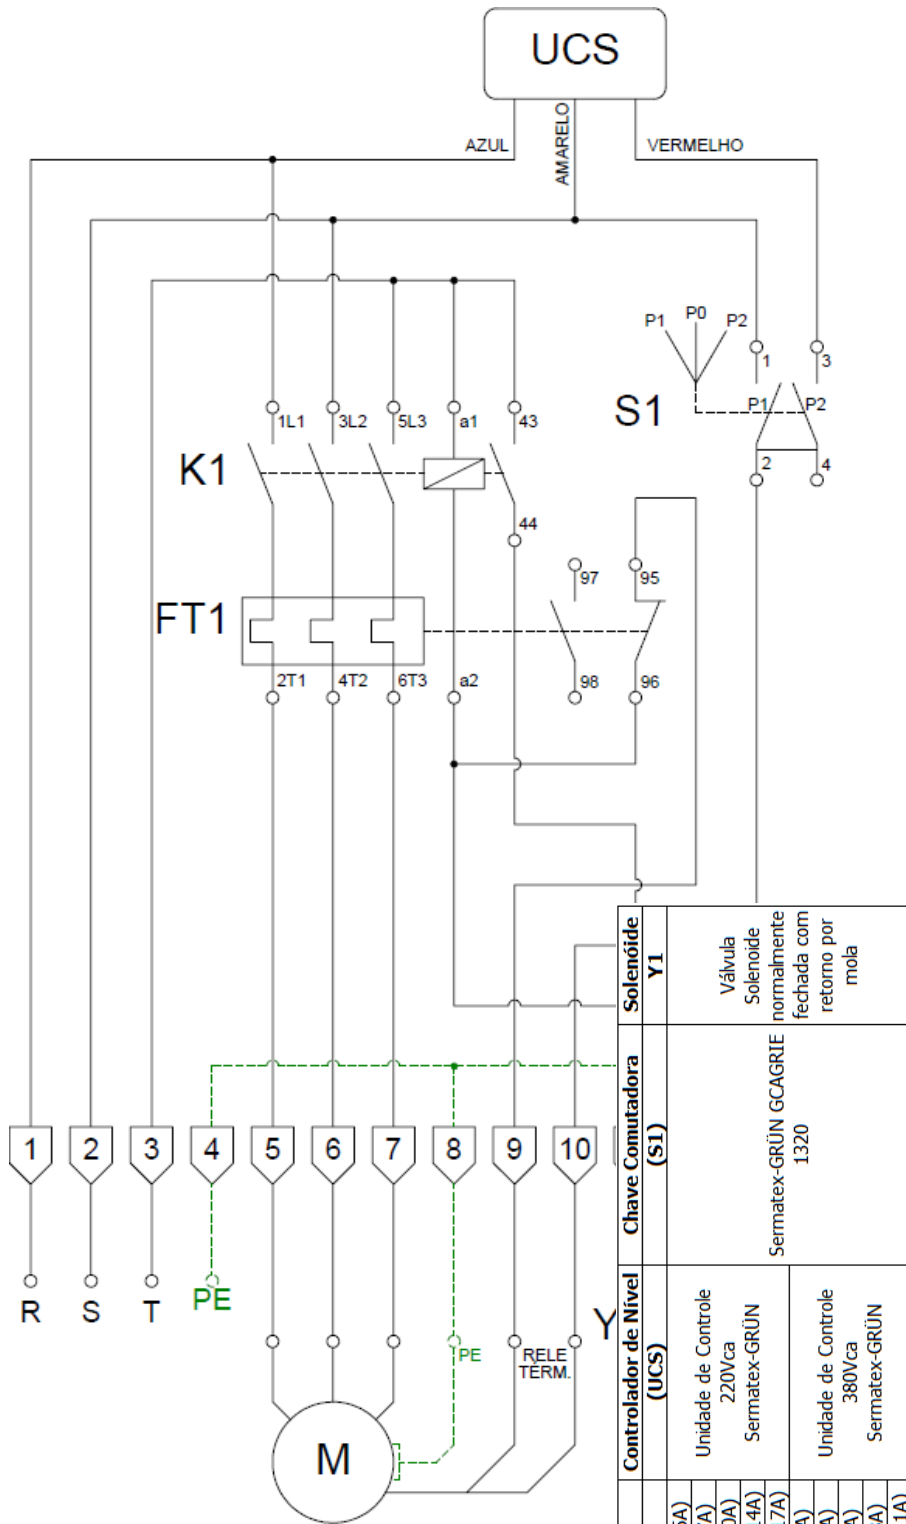 UCS
AZUL
AMARELO
VERMELHO
P1
P0
P2
1
3
S1
P1
P2
2
4
1L1
3L2
5L3
a1
43
K1
44
97
95
FT1
2T1
4T2
6T3
a2
98
96
1
2
3
4
5
6
7
8
9
10
R
S
T
PE
PE
RELE
TÉRM.
Y
M
Controlador de Nível
(UCS)
Chave Comutadora
(S1)
Solenóide
Y1
Unidade de Controle
220Vca
Sermatex-GRÜN
Unidade de Controle
380Vca
Sermatex-GRÜN
Sermatex-GRÜN GCAGRIE
1320
Válvula
Solenoide
normalmente
fechada com
retorno por
mola